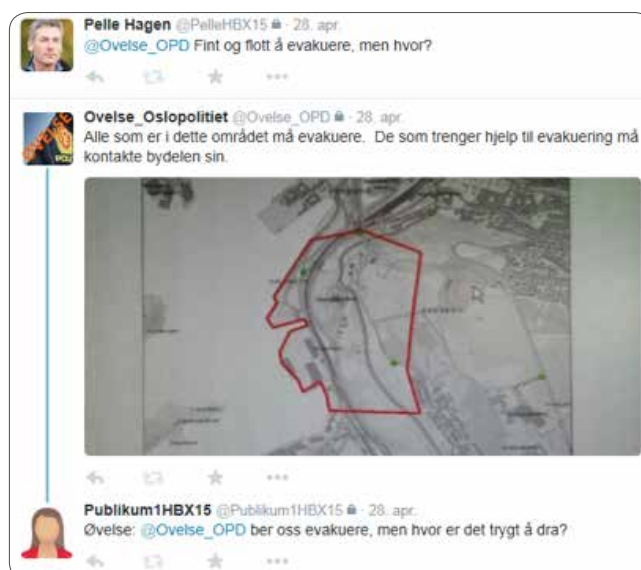 Pelle Hagen @PelleHBX15 · 28. apr.
@Ovelse_OPD Fint og flott å evakuere, men hvor?
Ovelse_Oslopolitiet @Ovelse_OPD · 28. apr.
Alle som er i dette området må evakuere. De som trenger hjelp til evakuering må
kontakte bydelen sin.
Publikum1HBX15 @Publikum1HBX15 · 28. apr.
Øvelse: @Ovelse_OPD ber oss evakuere, men hvor er det trygt å dra?